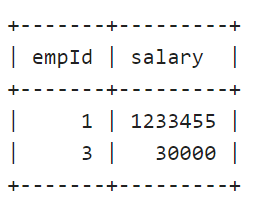 +-------+---------+
| empId | salary  |
+-------+---------+
|     1 | 1233455 |
|     3 |   30000 |
+-------+---------+